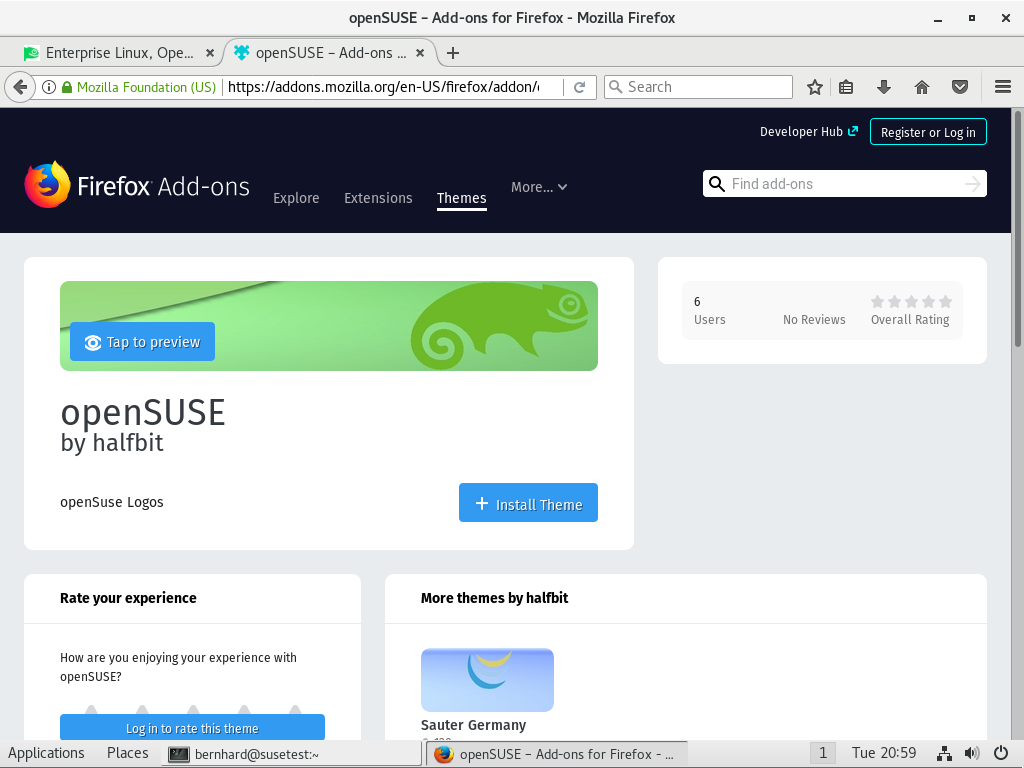 openSUSE – Add-ons for Firefox - Mozilla Firefox
Enterprise Linux, Ope...
openSUSE – Add-ons ...
Mozilla Foundation (US)
https://addons.mozilla.org/en-US/firefox/addon/
Search
Developer Hub
Register or Log in
Firefox Add-ons
Explore
Extensions
Themes
More...
Find add-ons
Tap to preview
6
Users
No Reviews
Overall Rating
openSUSE
by halfbit
openSuse Logos
Install Theme
Rate your experience
More themes by halfbit
How are you enjoying your experience with
openSUSE?
Log in to rate this theme
Sauter Germany
Applications
Places
bernhard@susetest:~
openSUSE – Add-ons for Firefox - ...
1
Tue 20:59